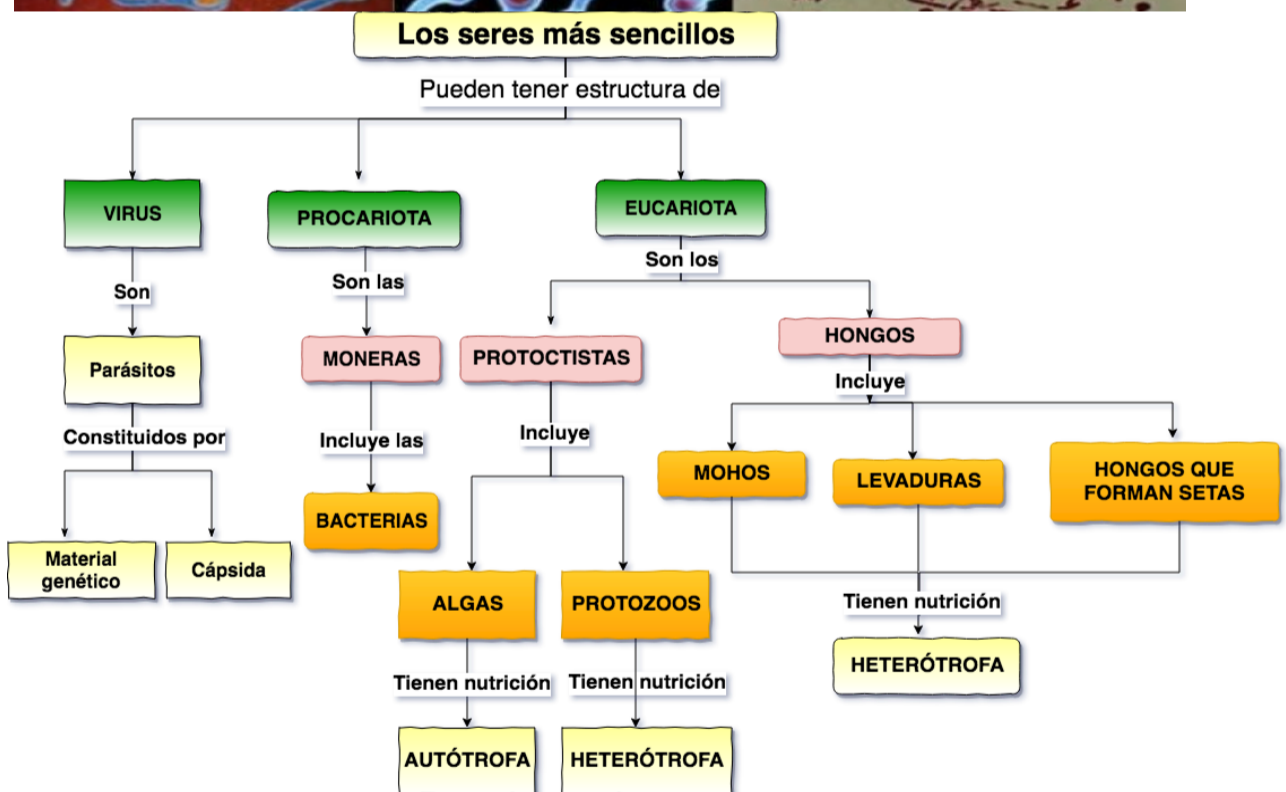 Los seres más sencillos
Pueden tener estructura de
VIRUS
PROCARIOTA
EUCARIOTA
Son
Son las
Son los
Parásitos
MONERAS
PROTOCTISTAS
HONGOS
Incluye
Constituidos por
Incluye las
Incluye
MOHOS
LEVADURAS
HONGOS QUE
FORMAN SETAS
BACTERIAS
Material
genético
Cápsida
ALGAS
PROTOZOOS
Tienen nutrición
HETERÓTROFA
Tienen nutrición
Tienen nutrición
AUTÓTROFA
HETERÓTROFA